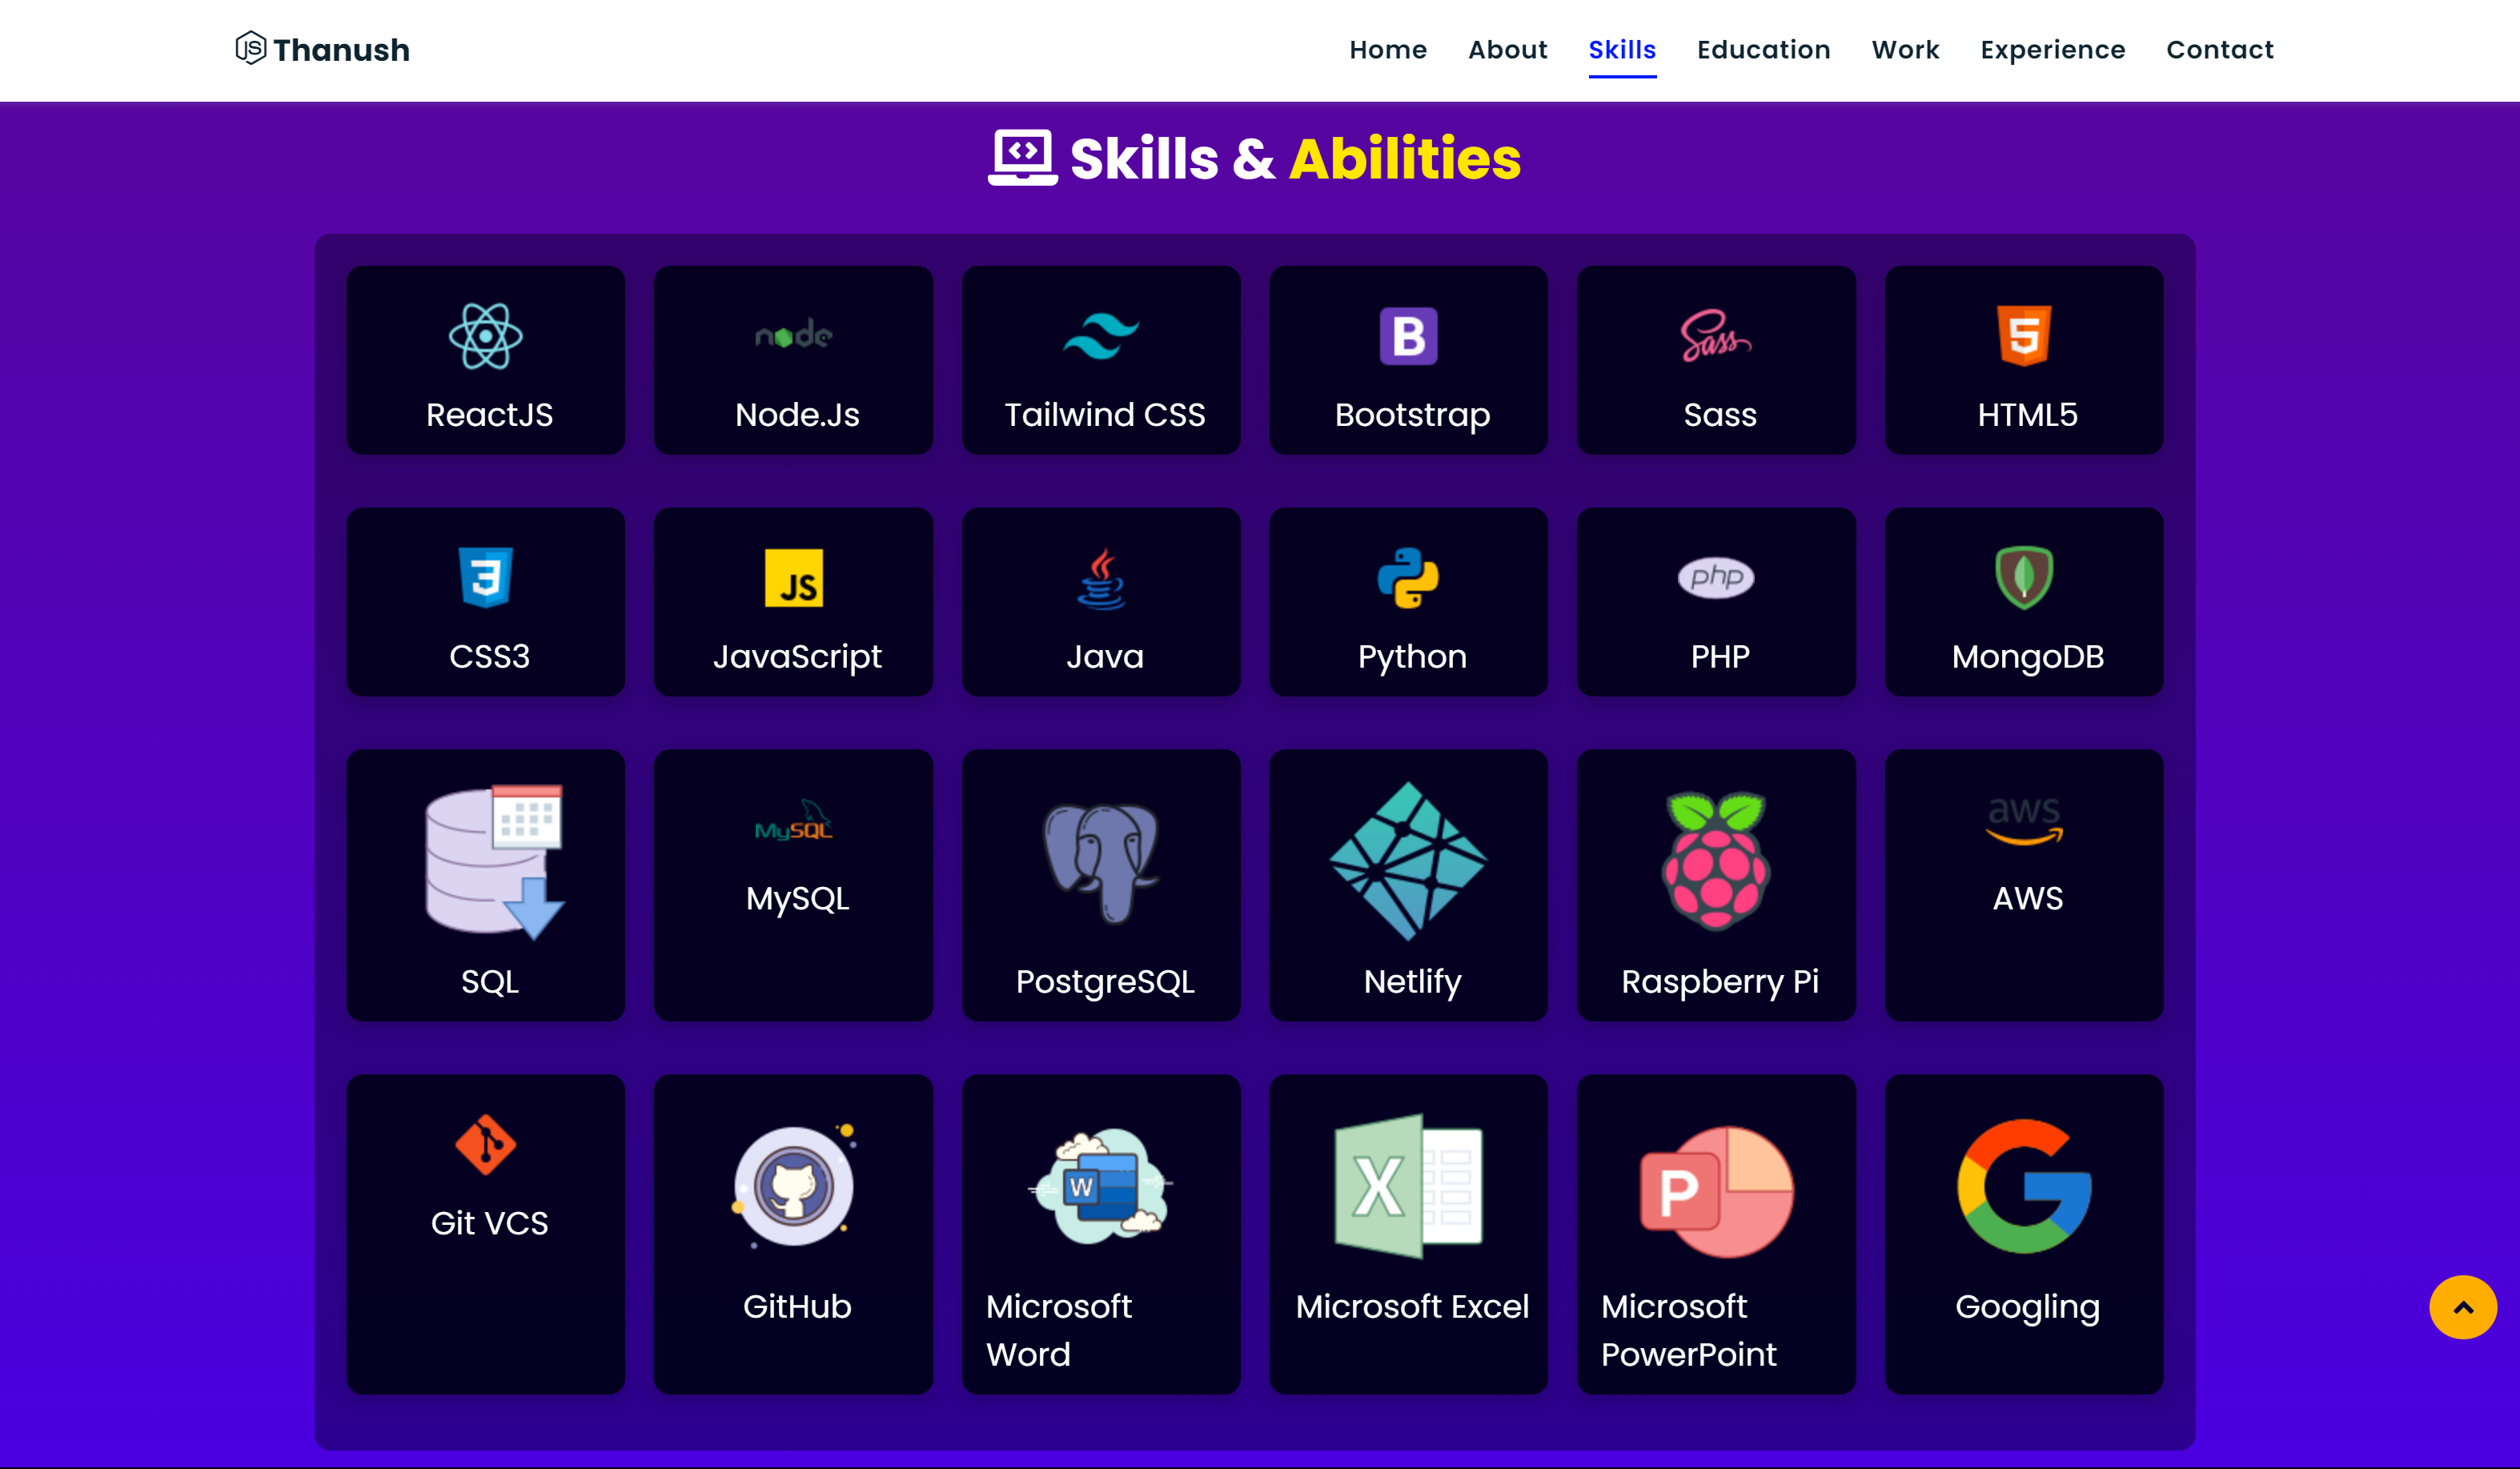 JS Thanush
Home About Skills Education Work Experience Contact
Skills & Abilities
node
B
Sass
5
ReactJS Node.Js Tailwind CSS Bootstrap Sass HTML5
3
JS
php
CSS3 JavaScript Java Python PHP MongoDB
MySQL
aws
MySQL AWS
SQL PostgreSQL Netlify Raspberry Pi
W
X
P
G
Git VCS
GitHub Microsoft Word Microsoft Excel Microsoft PowerPoint Googling